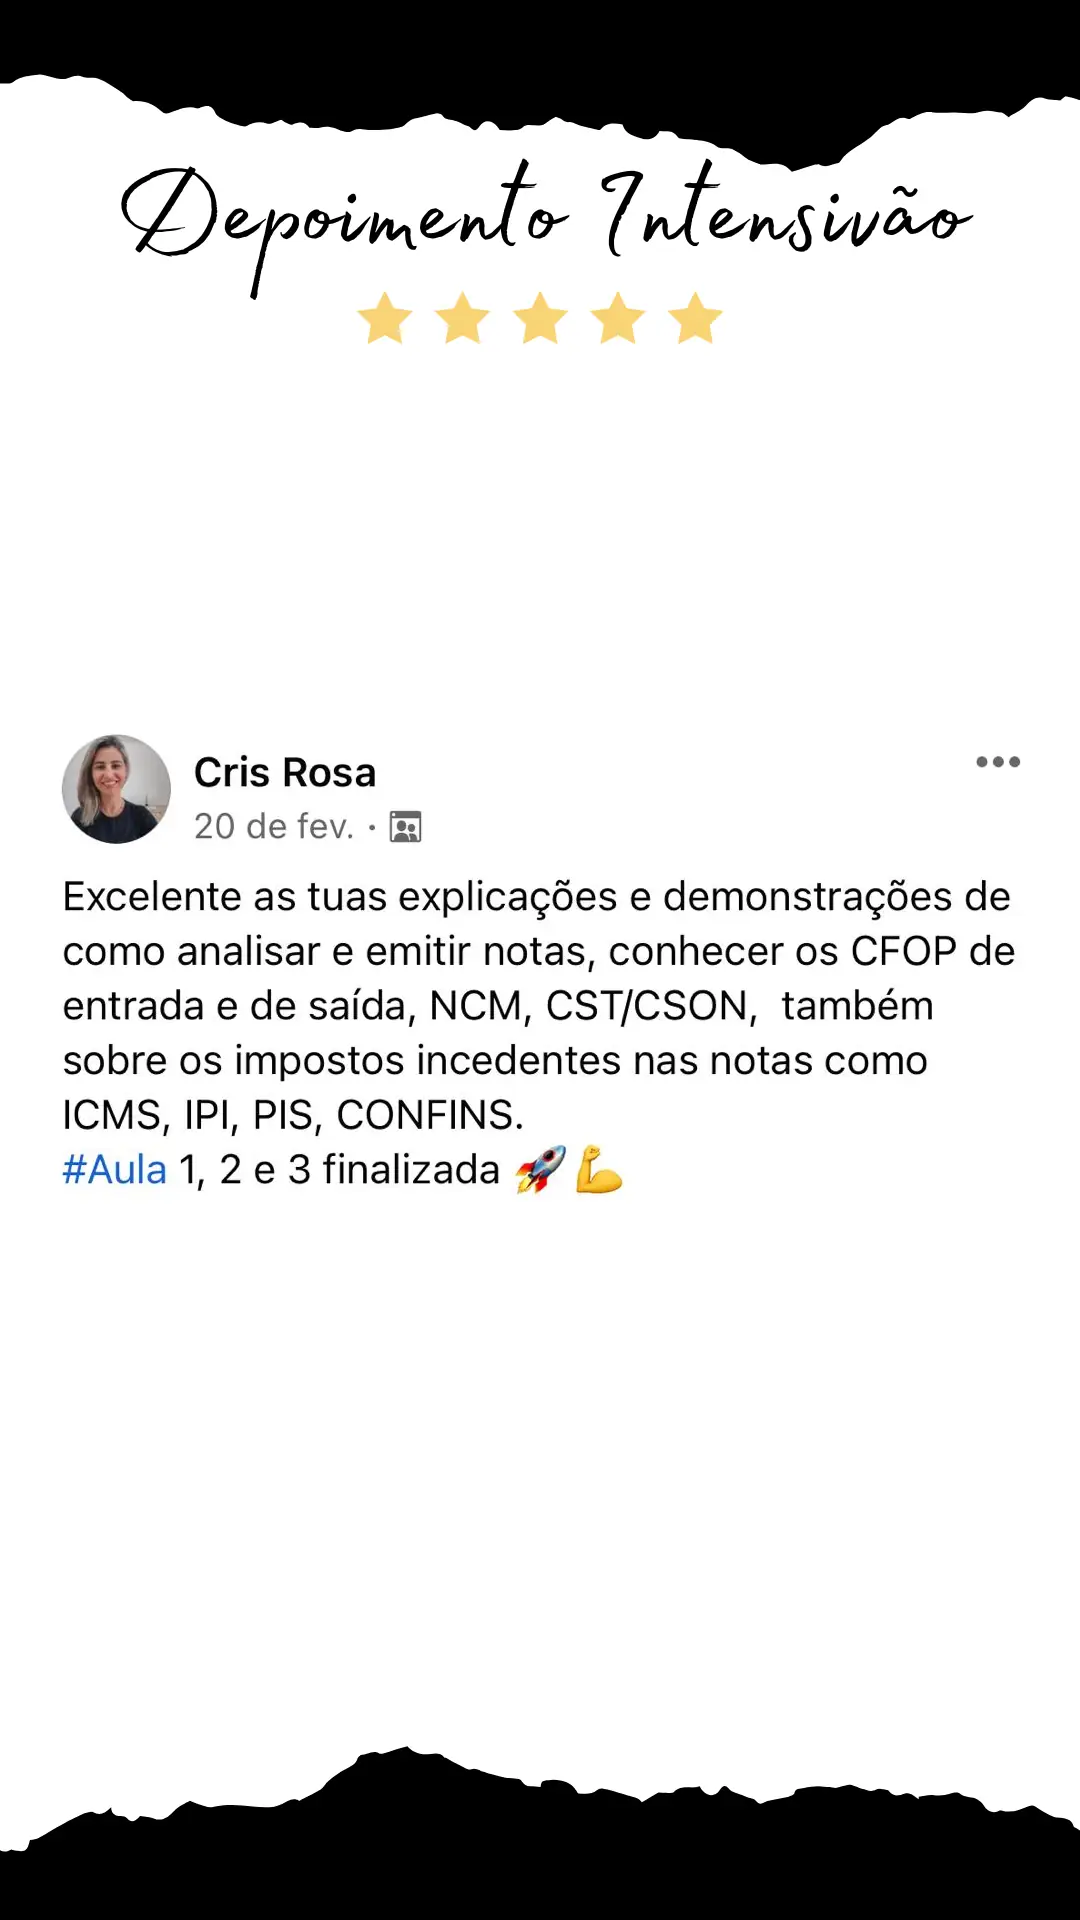 Depoimento Intensivão
Cris Rosa
20 de fev. ·
Excelente as tuas explicações e demonstrações de
como analisar e emitir notas, conhecer os CFOP de
entrada e de saída, NCM, CST/CSON,  também
sobre os impostos incedentes nas notas como
ICMS, IPI, PIS, CONFINS.
#Aula 1, 2 e 3 finalizada 🚀💪